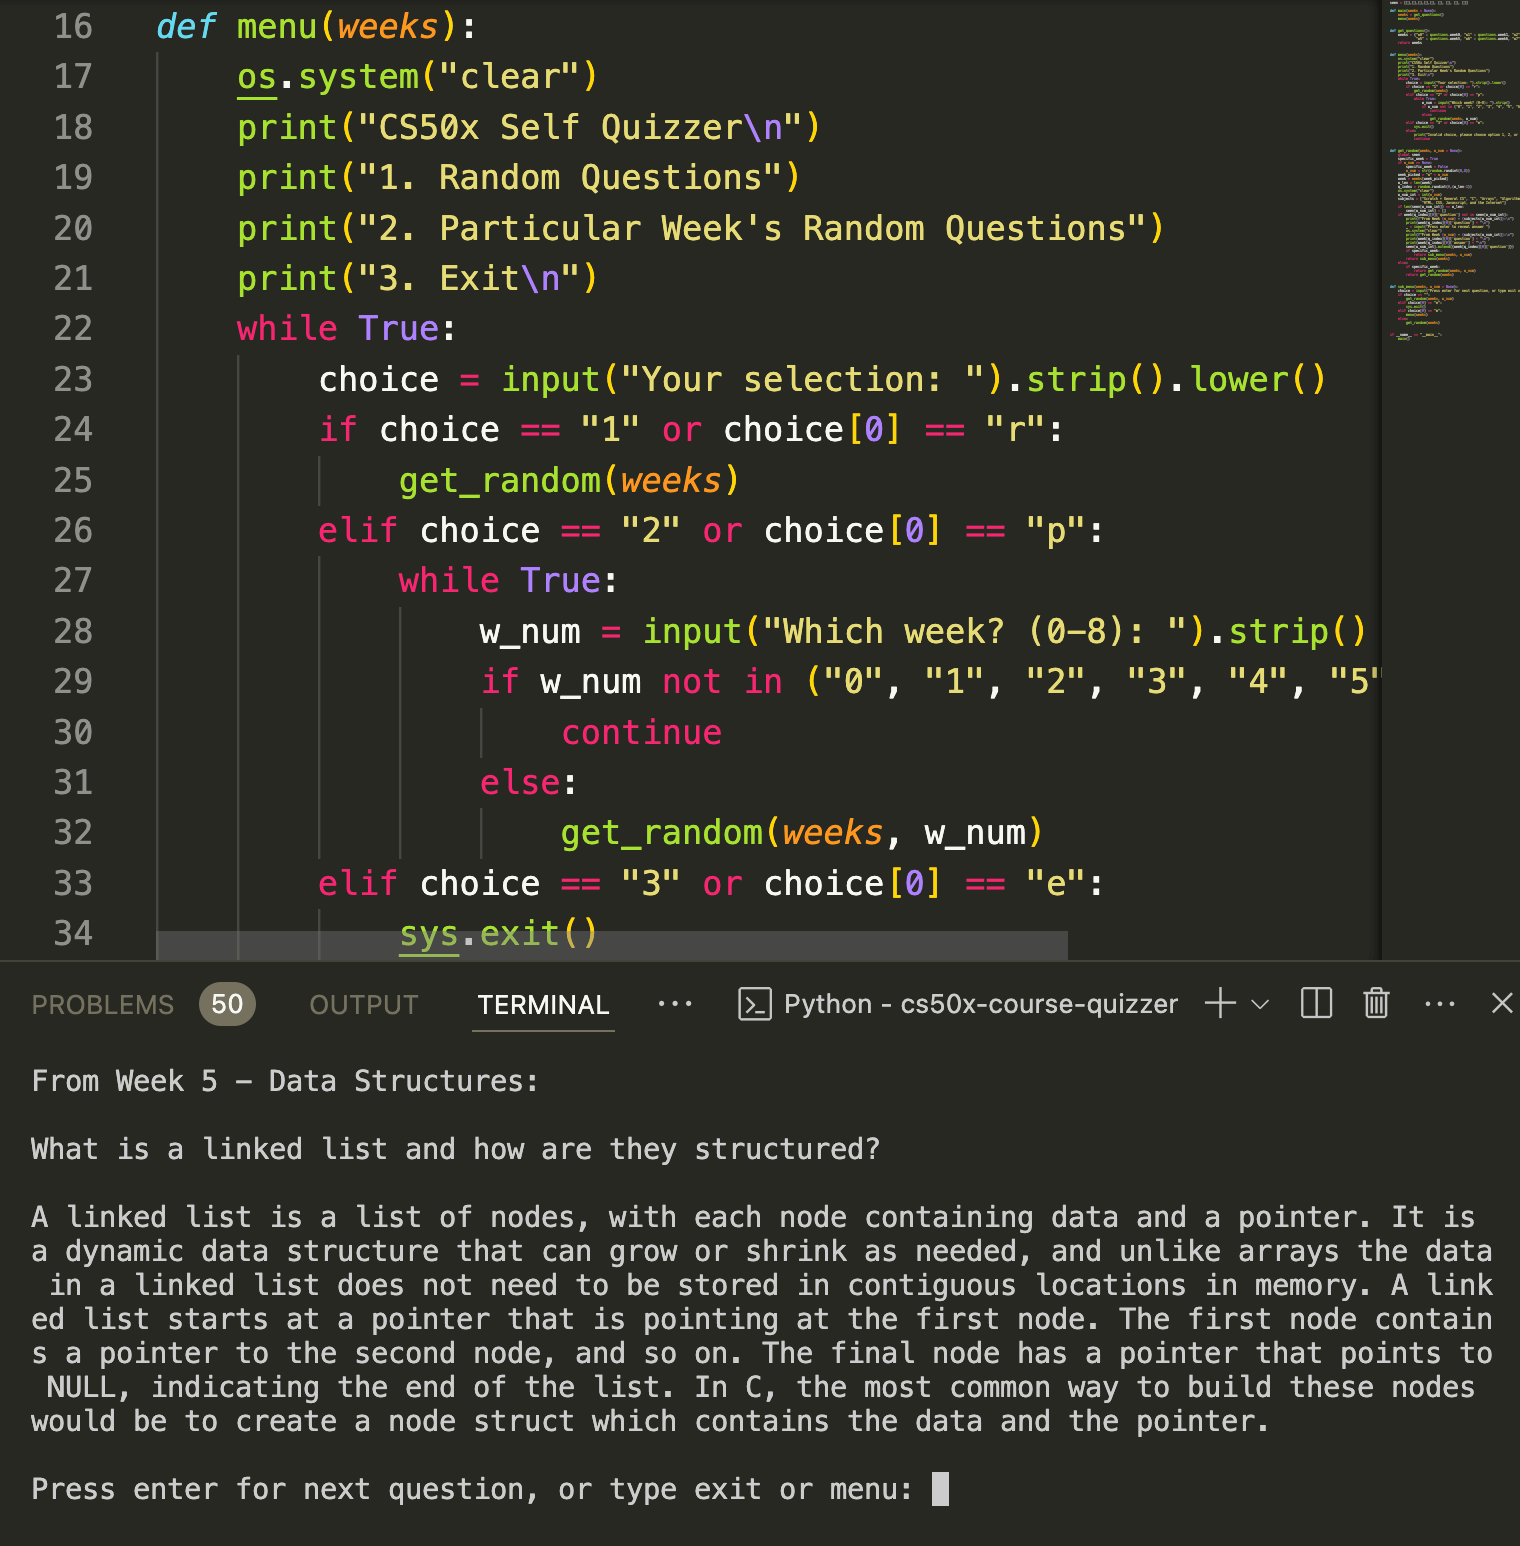 16 def menu(weeks):
17 os.system("clear")
18 print("CS50x Self Quizzer\n")
19 print("1. Random Questions")
20 print("2. Particular Week's Random Questions")
21 print("3. Exit\n")
22 while True:
23 choice = input("Your selection: ").strip().lower()
24 if choice == "1" or choice[0] == "r":
25 get_random(weeks)
26 elif choice == "2" or choice[0] == "p":
27 while True:
28 w_num = input("Which week? (0-8): ").strip()
29 if w_num not in ("0", "1", "2", "3", "4", "5"
30 continue
31 else:
32 get_random(weeks, w_num)
33 elif choice == "3" or choice[0] == "e":
34 sys.exit()
PROBLEMS 50 OUTPUT TERMINAL ··· Python - cs50x-course-quizzer
From Week 5 – Data Structures:
What is a linked list and how are they structured?
A linked list is a list of nodes, with each node containing data and a pointer. It is
a dynamic data structure that can grow or shrink as needed, and unlike arrays the data
in a linked list does not need to be stored in contiguous locations in memory. A link
ed list starts at a pointer that is pointing at the first node. The first node contain
s a pointer to the second node, and so on. The final node has a pointer that points to
NULL, indicating the end of the list. In C, the most common way to build these nodes
would be to create a node struct which contains the data and the pointer.
Press enter for next question, or type exit or menu: